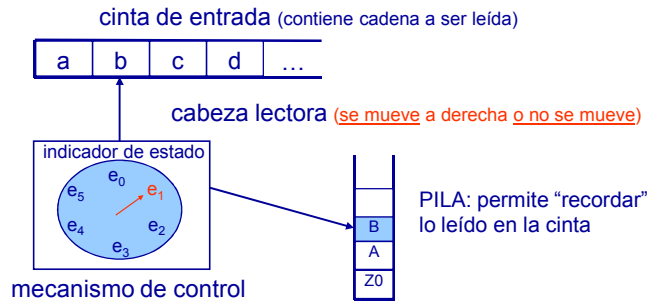 cinta de entrada (contiene cadena a ser leída)
a b c d …
cabeza lectora (se mueve a derecha o no se mueve)
indicador de estado
e0
e5 e1
e4 e2
e3
mecanismo de control
PILA: permite “recordar”
lo leído en la cinta
B
A
Z0